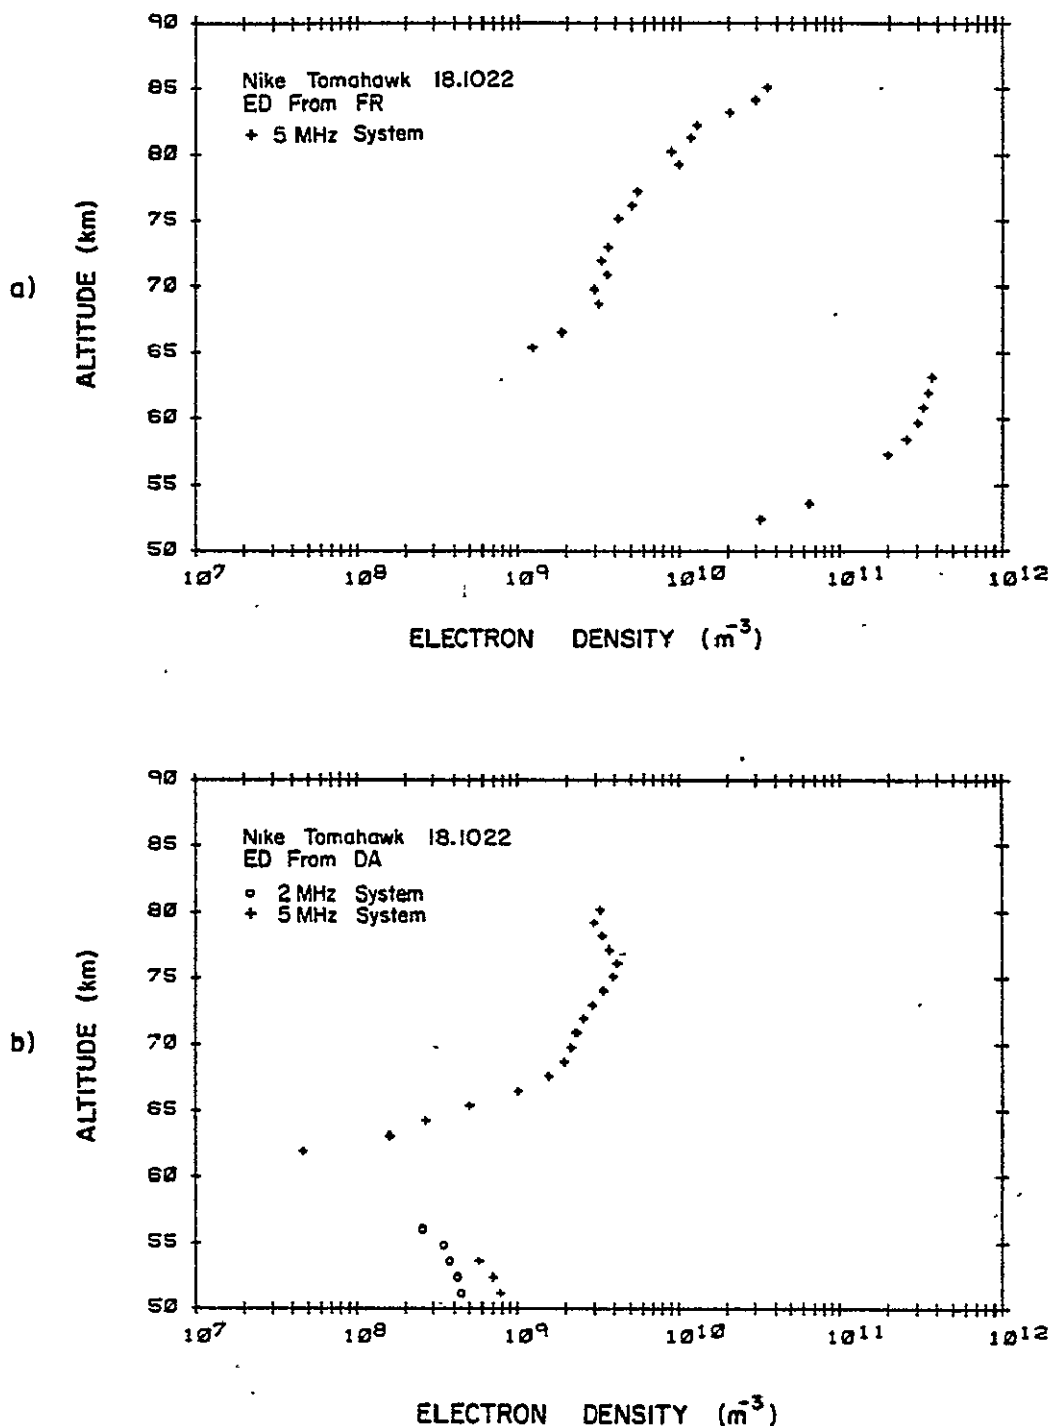 a)
ALTITUDE (km)
90
85
80
75
70
65
60
55
50
Nike Tomahawk 18.1022
ED From FR
+ 5 MHz System
10⁷ 10⁸ 10⁹ 10¹⁰ 10¹¹ 10¹²
ELECTRON DENSITY (m⁻³)
b)
ALTITUDE (km)
90
85
80
75
70
65
60
55
50
Nike Tomahawk 18.1022
ED From DA
o 2 MHz System
+ 5 MHz System
10⁷ 10⁸ 10⁹ 10¹⁰ 10¹¹ 10¹²
ELECTRON DENSITY (m⁻³)